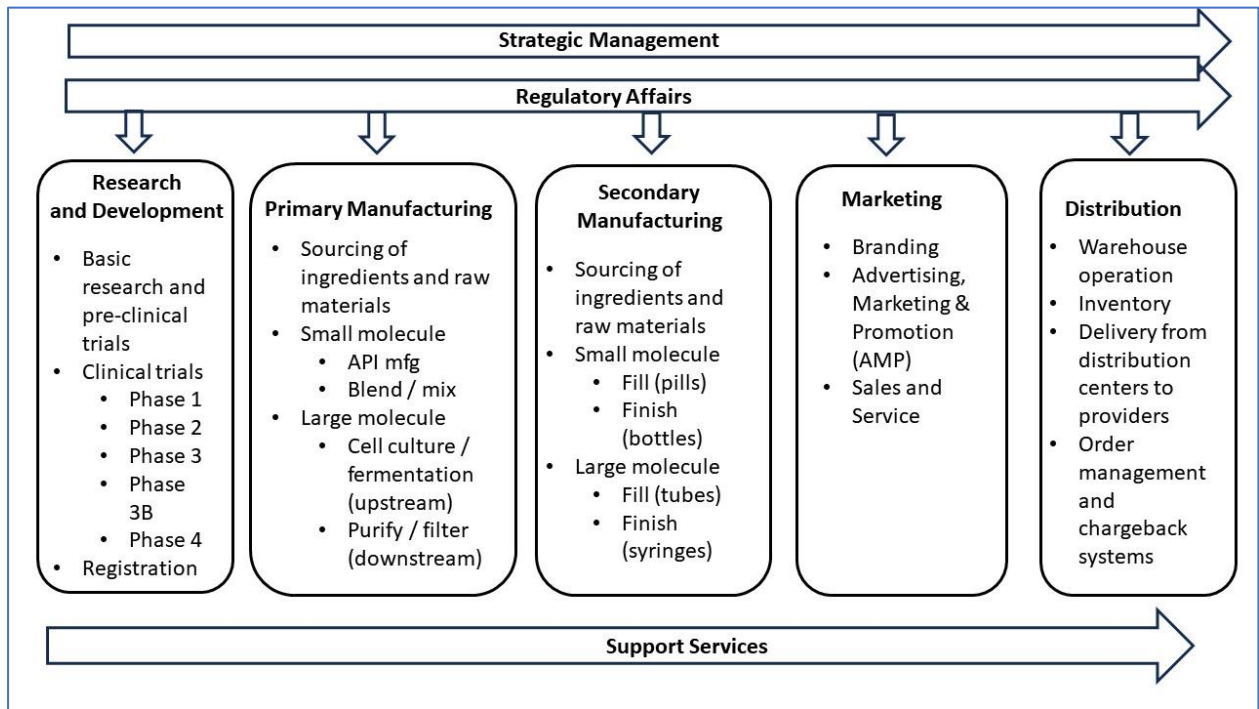 Strategic Management
Regulatory Affairs
Research
and Development
• Basic
research and
pre-clinical
trials
• Clinical trials
• Phase 1
• Phase 2
• Phase 3
• Phase
3B
• Phase 4
• Registration
Primary Manufacturing
• Sourcing of
ingredients and raw
materials
• Small molecule
• API mfg
• Blend / mix
• Large molecule
• Cell culture /
fermentation
(upstream)
• Purify / filter
(downstream)
Secondary
Manufacturing
• Sourcing of
ingredients and
raw materials
• Small molecule
• Fill (pills)
• Finish
(bottles)
• Large molecule
• Fill (tubes)
• Finish
(syringes)
Marketing
• Branding
• Advertising,
Marketing &
Promotion
(AMP)
• Sales and
Service
Distribution
• Warehouse
operation
• Inventory
• Delivery from
distribution
centers to
providers
• Order
management
and
chargeback
systems
Support Services